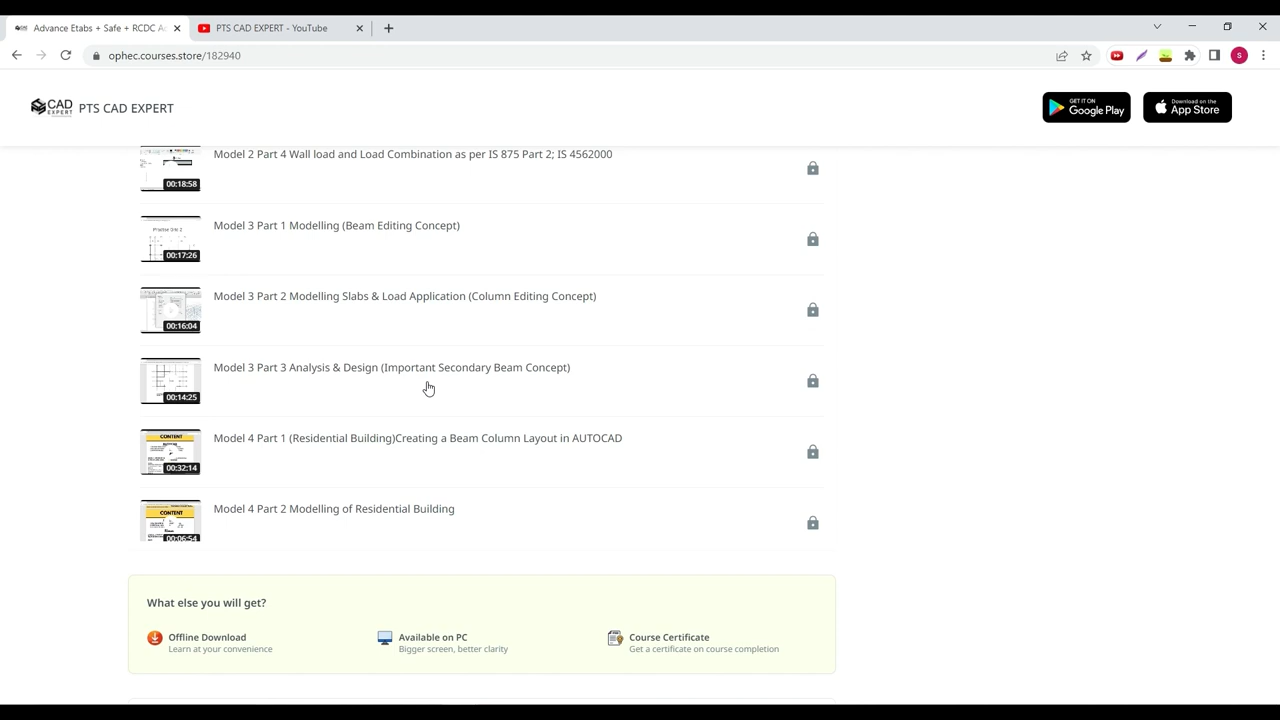 Advance Etabs + Safe + RCDC A
PTS CAD EXPERT - YouTube
ophec.courses.store/182940
S
CAD
EXPERT
PTS CAD EXPERT
GET IT ON
Google Play
Download on the
App Store
Model 2 Part 4 Wall load and Load Combination as per IS 875 Part 2; IS 4562000
00:18:58
Model 3 Part 1 Modelling (Beam Editing Concept)
00:17:26
Model 3 Part 2 Modelling Slabs & Load Application (Column Editing Concept)
00:16:04
Model 3 Part 3 Analysis & Design (Important Secondary Beam Concept)
00:14:25
Model 4 Part 1 (Residential Building)Creating a Beam Column Layout in AUTOCAD
CONTENT
00:32:14
Model 4 Part 2 Modelling of Residential Building
CONTENT
00:06:54
What else you will get?
Offline Download
Learn at your convenience
Available on PC
Bigger screen, better clarity
Course Certificate
Get a certificate on course completion